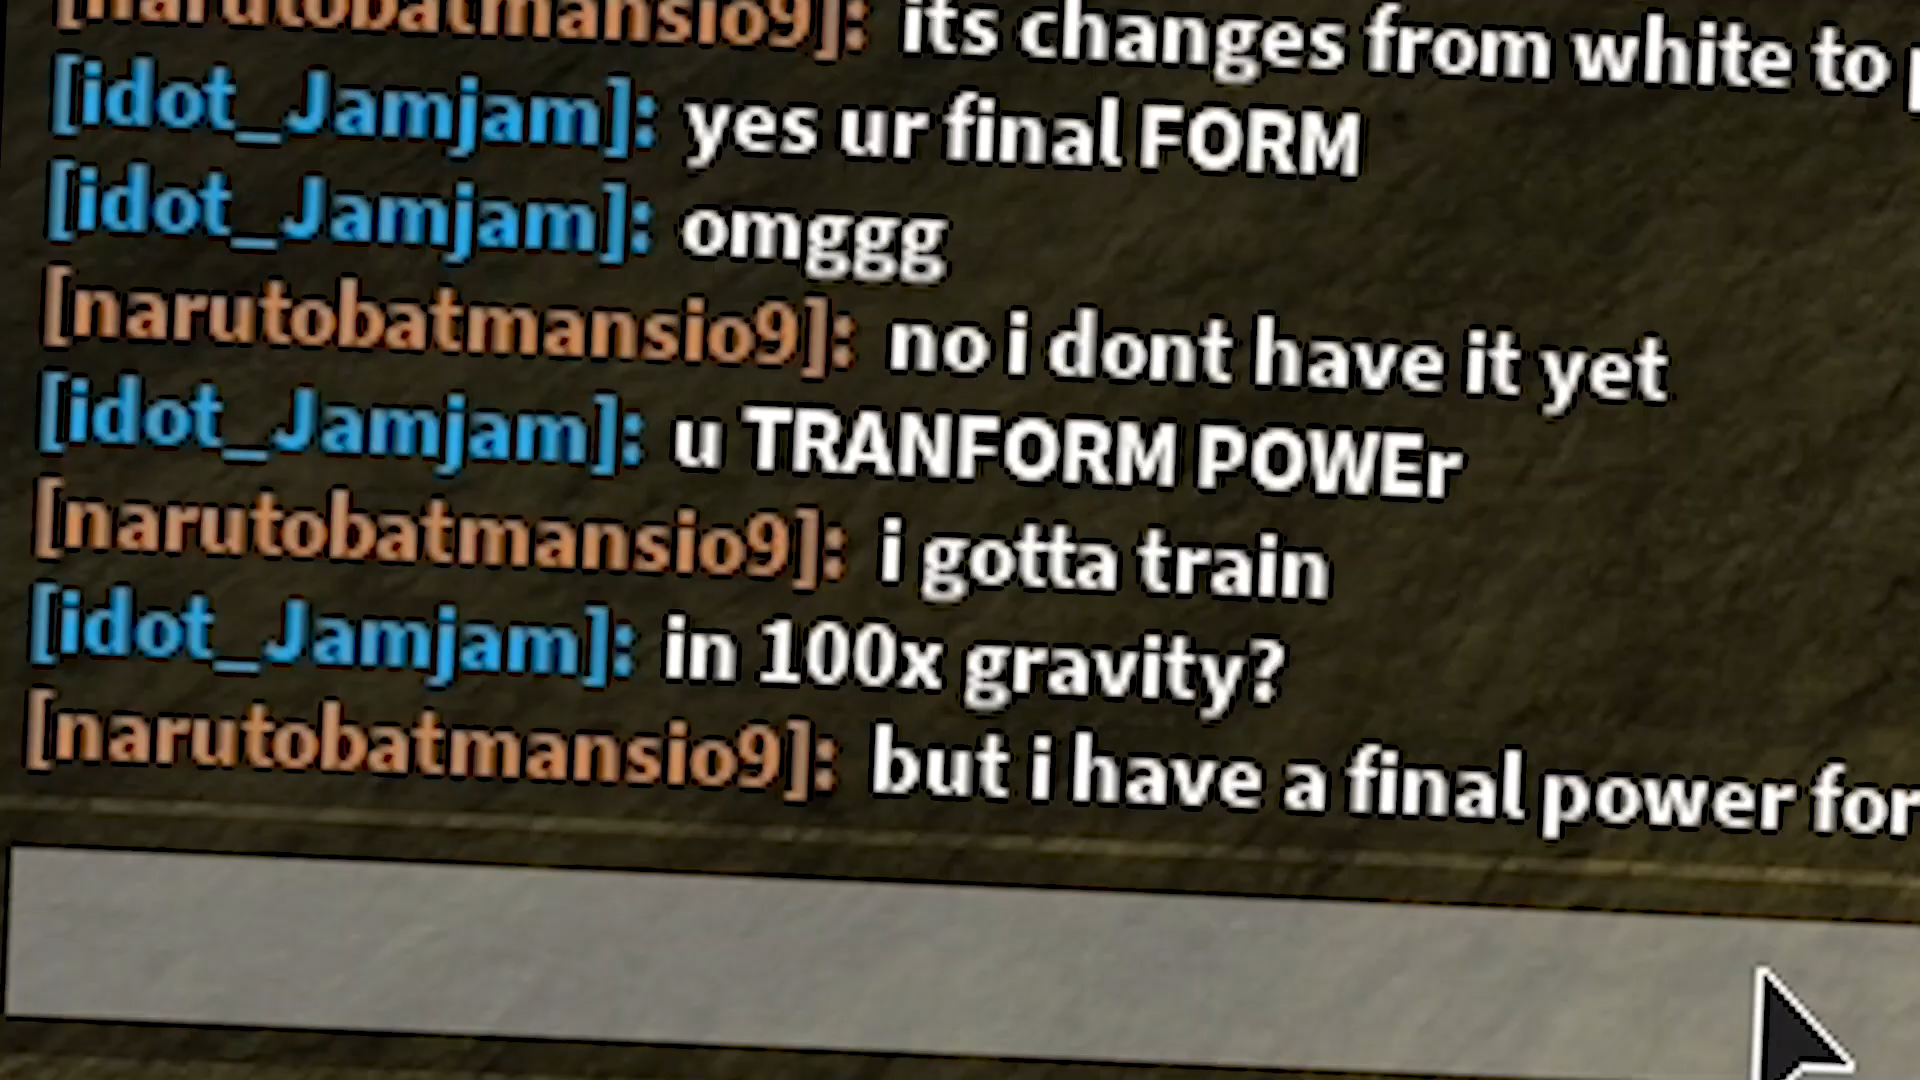 [narutobatmansio9]: its changes from white to
[idot_Jamjam]: yes ur final FORM
[idot_Jamjam]: omggg
[narutobatmansio9]: no i dont have it yet
[idot_Jamjam]: u TRANFORM POWEr
[narutobatmansio9]: i gotta train
[idot_Jamjam]: in 100x gravity?
[narutobatmansio9]: but i have a final power for